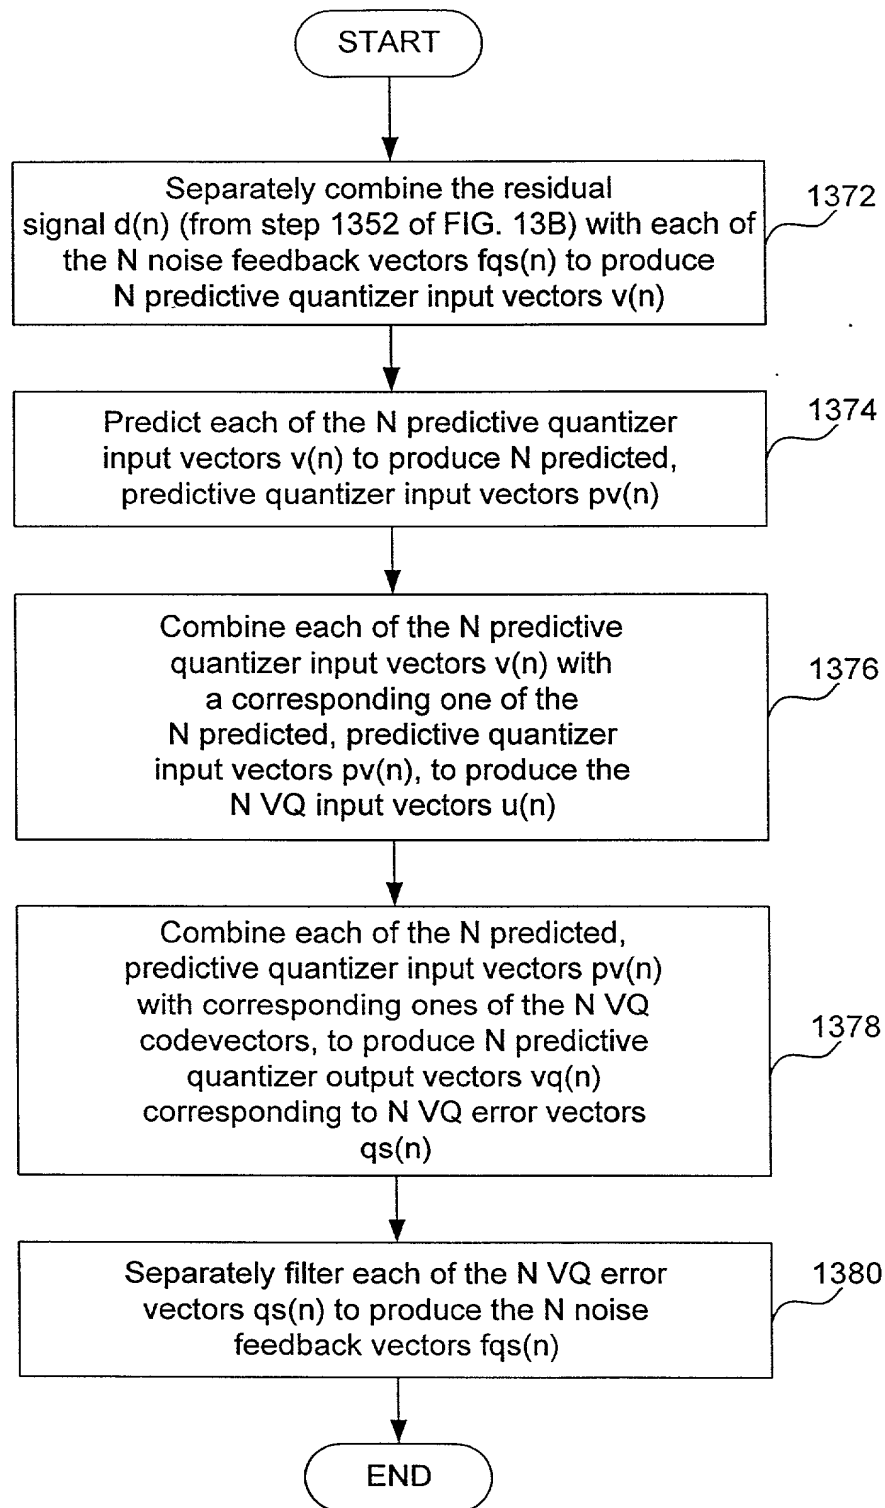 START
Separately combine the residual
signal d(n) (from step 1352 of FIG. 13B) with each of
the N noise feedback vectors fqs(n) to produce
N predictive quantizer input vectors v(n)
1372
Predict each of the N predictive quantizer
input vectors v(n) to produce N predicted,
predictive quantizer input vectors pv(n)
1374
Combine each of the N predictive
quantizer input vectors v(n) with
a corresponding one of the
N predicted, predictive quantizer
input vectors pv(n), to produce the
N VQ input vectors u(n)
1376
Combine each of the N predicted,
predictive quantizer input vectors pv(n)
with corresponding ones of the N VQ
codevectors, to produce N predictive
quantizer output vectors vq(n)
corresponding to N VQ error vectors
qs(n)
1378
Separately filter each of the N VQ error
vectors qs(n) to produce the N noise
feedback vectors fqs(n)
1380
END